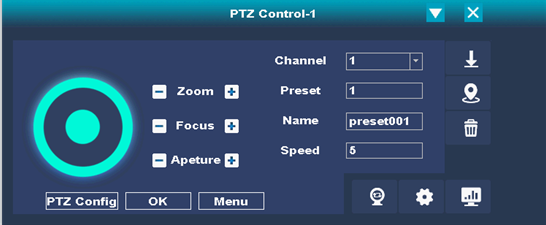 PTZ Control-1
Channel 1
Zoom Preset 1
Focus Name preset001
Apeture Speed 5
PTZ Config OK Menu